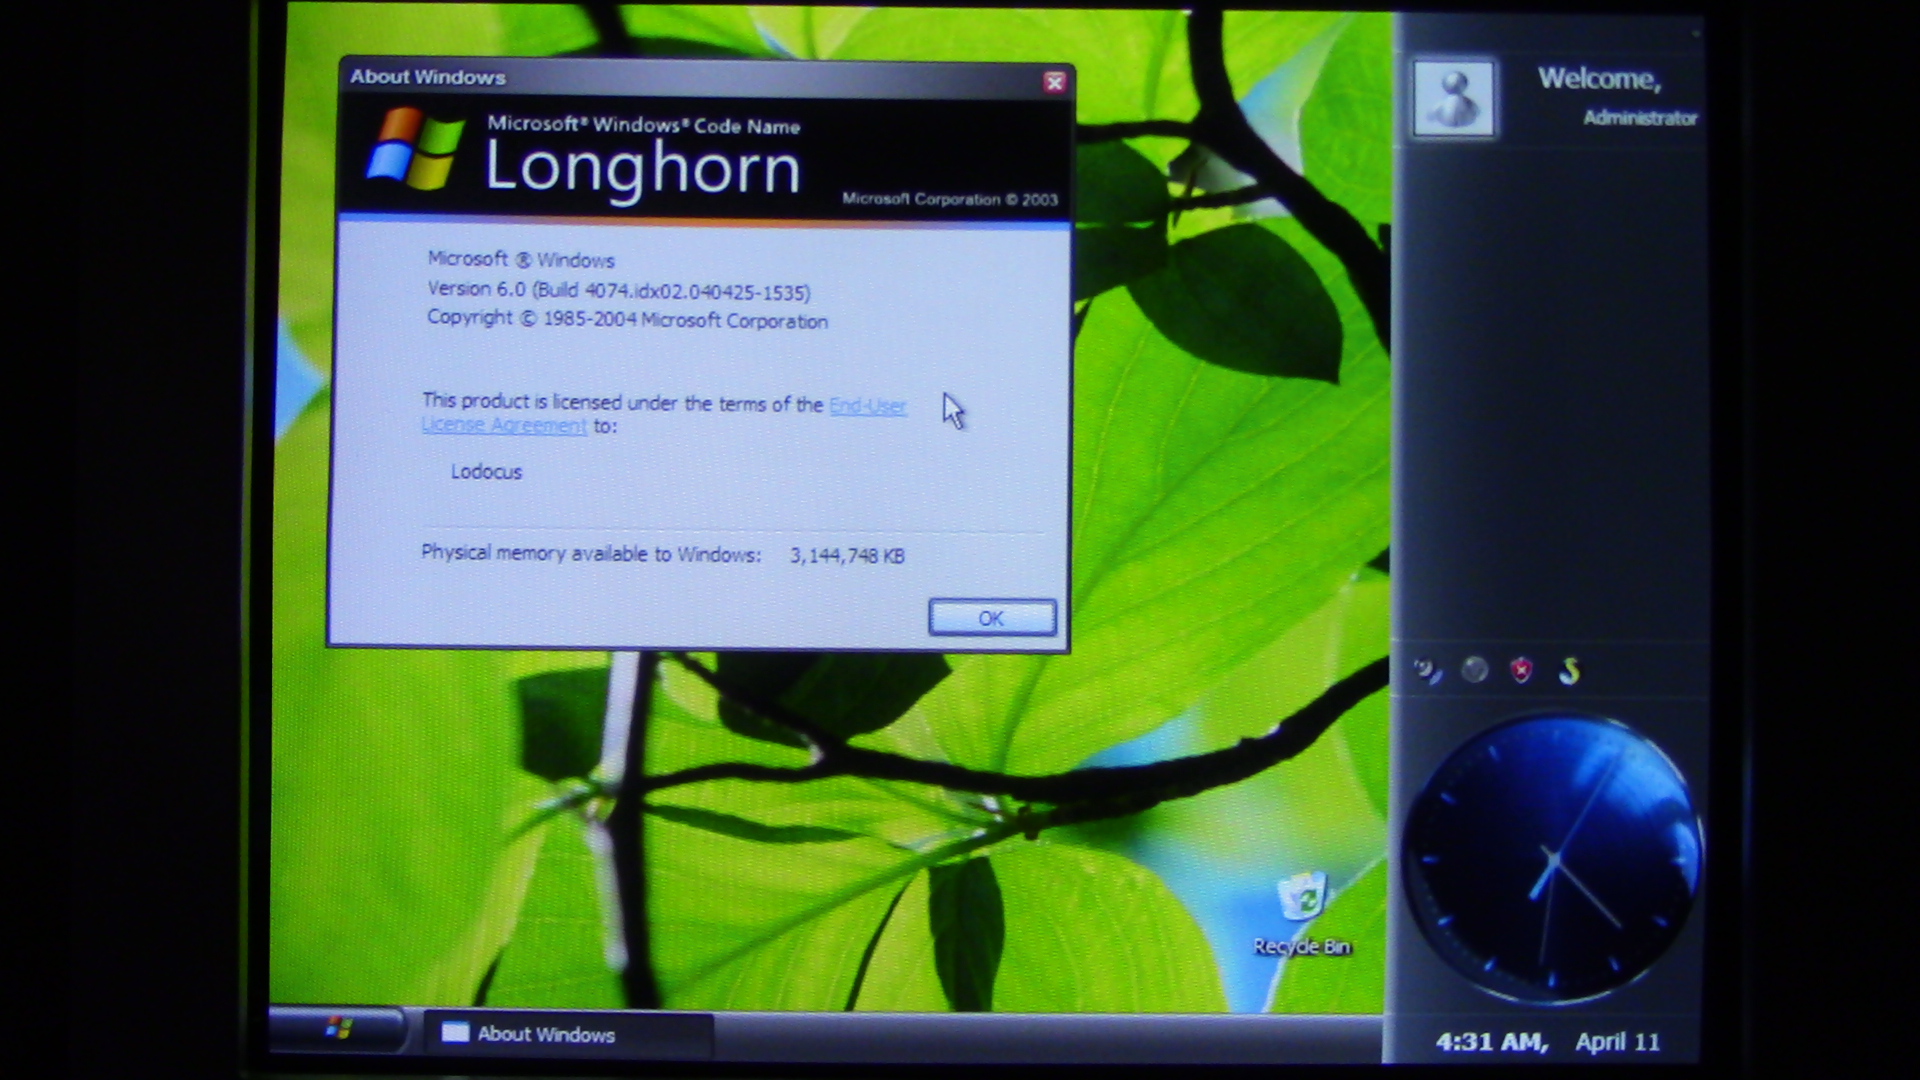 About Windows
Microsoft® Windows® Code Name
Longhorn
Microsoft Corporation © 2003
Microsoft ® Windows
Version 6.0 (Build 4074.idx02.040425-1535)
Copyright © 1985-2004 Microsoft Corporation
This product is licensed under the terms of the End-User
License Agreement to:
Lodocus
Physical memory available to Windows: 3,144,748 KB
OK
Welcome,
Administrator
Recycle Bin
About Windows
4:31 AM, April 11